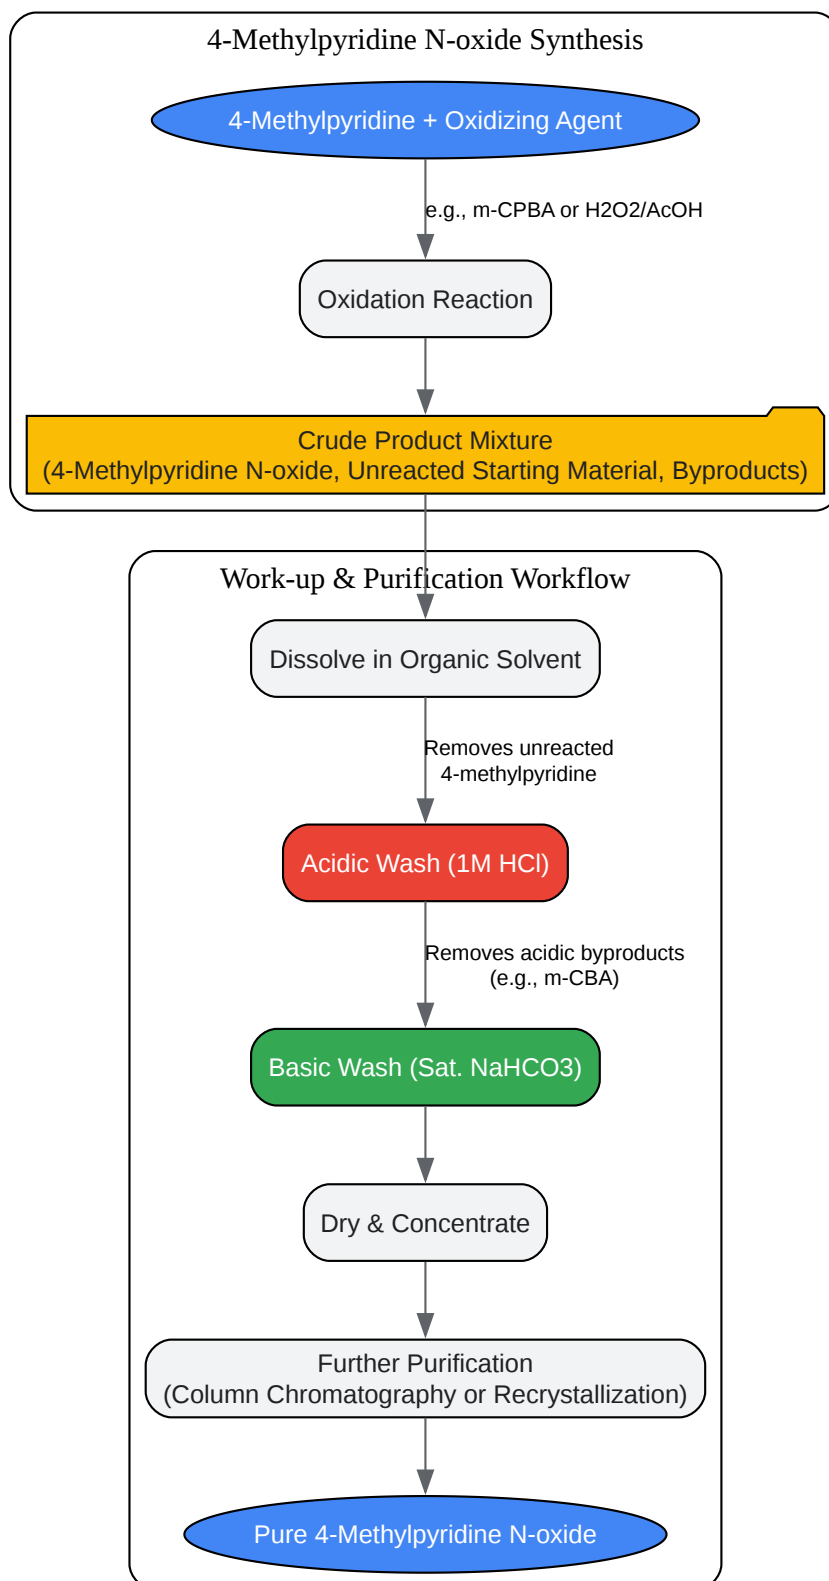 4-Methylpyridine N-oxide Synthesis
4-Methylpyridine + Oxidizing Agent
e.g., m-CPBA or H2O2/AcOH
Oxidation Reaction
Crude Product Mixture
(4-Methylpyridine N-oxide, Unreacted Starting Material, Byproducts)
Work-up & Purification Workflow
Dissolve in Organic Solvent
Removes unreacted
4-methylpyridine
Acidic Wash (1M HCl)
Removes acidic byproducts
(e.g., m-CBA)
Basic Wash (Sat. NaHCO3)
Dry & Concentrate
Further Purification
(Column Chromatography or Recrystallization)
Pure 4-Methylpyridine N-oxide